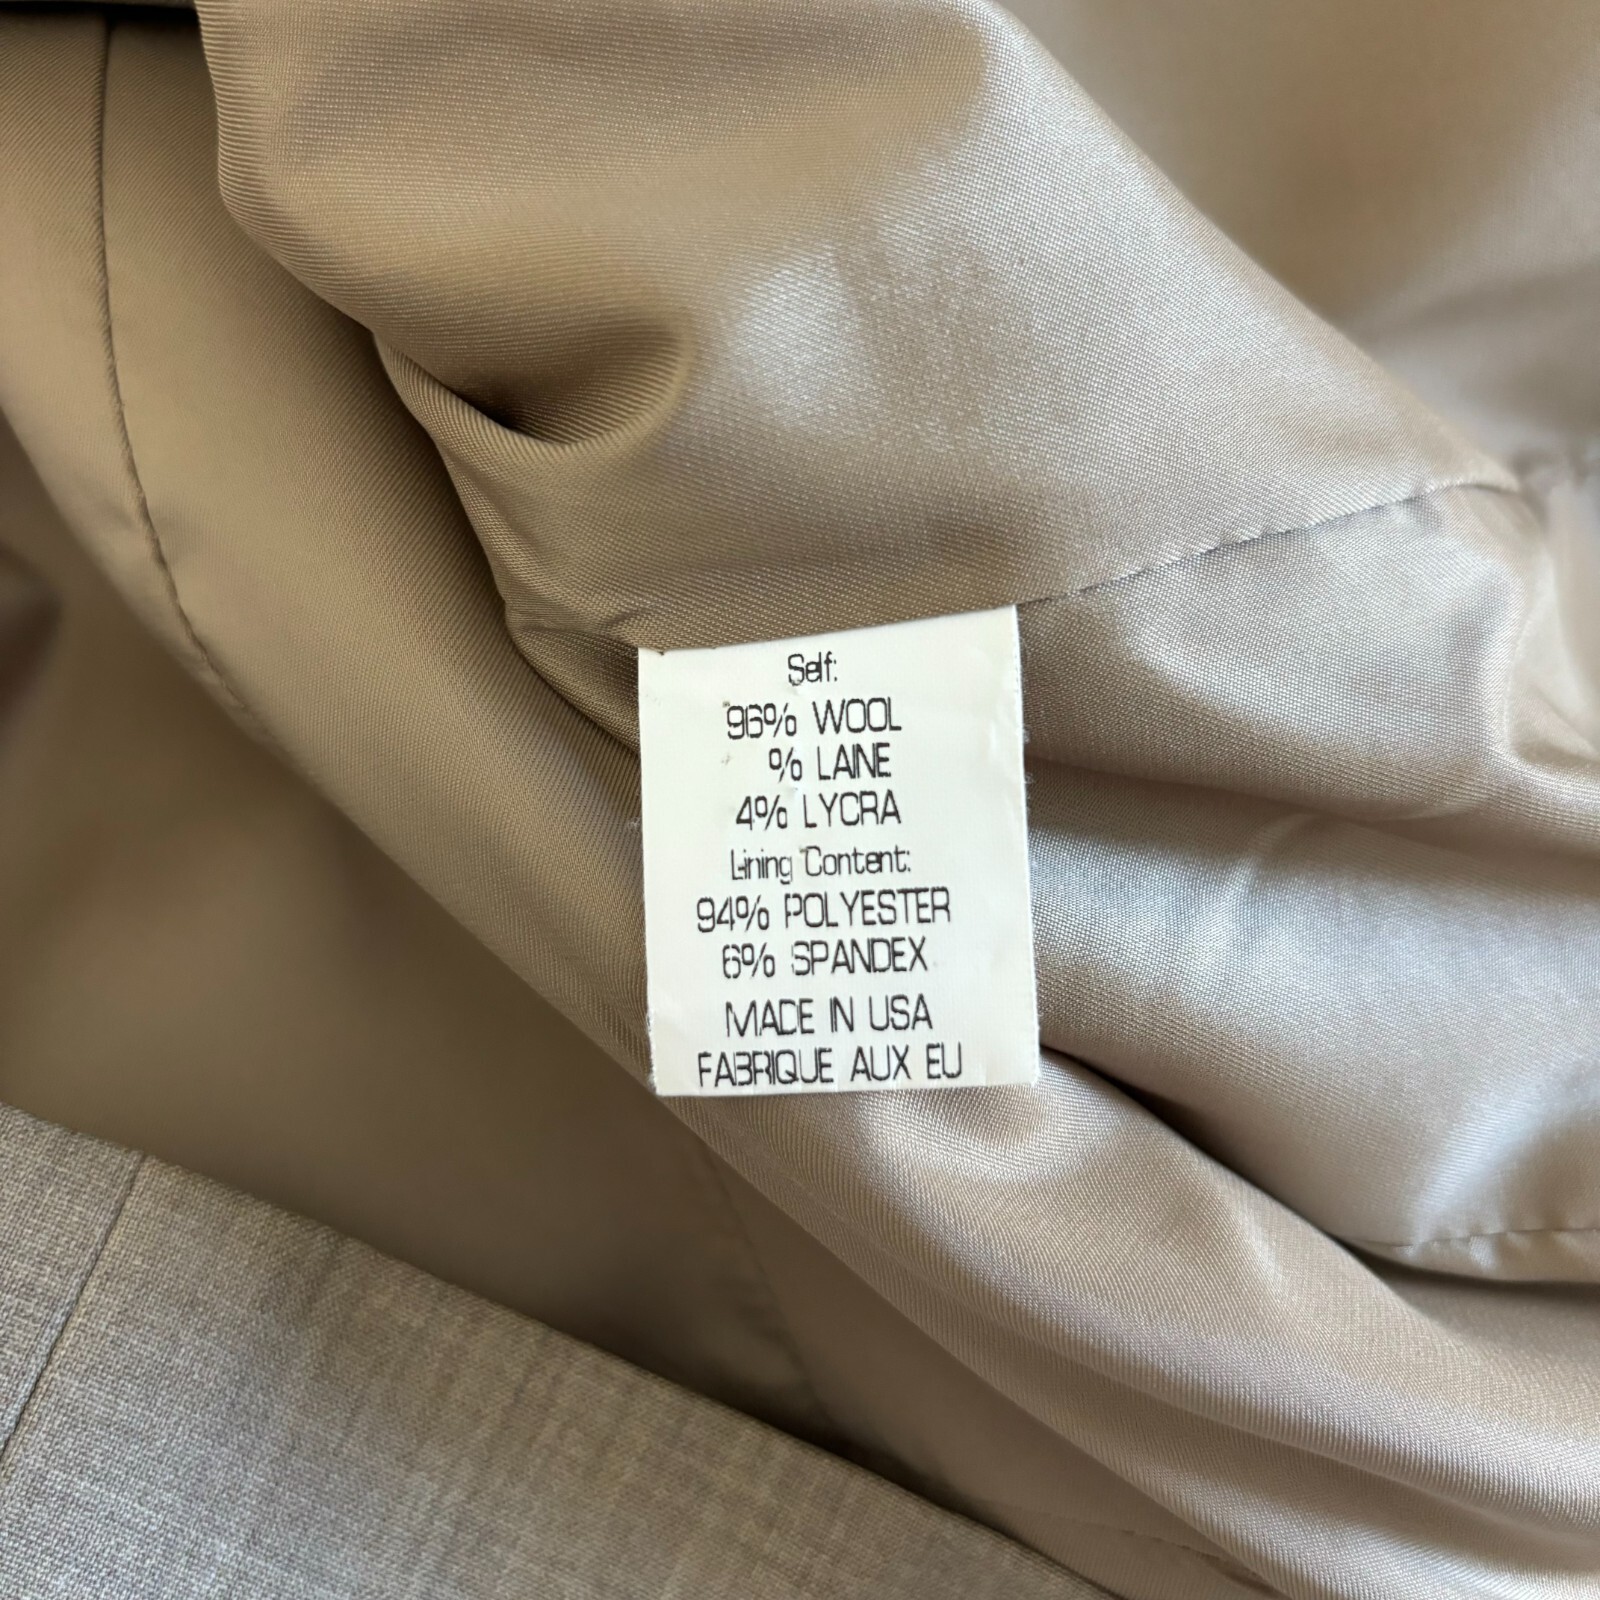 Self:
96% WOOL
% LAINE
4% LYCRA
Lining Content:
94% POLYESTER
6% SPANDEX
MADE IN USA
FABRIQUE AUX EU